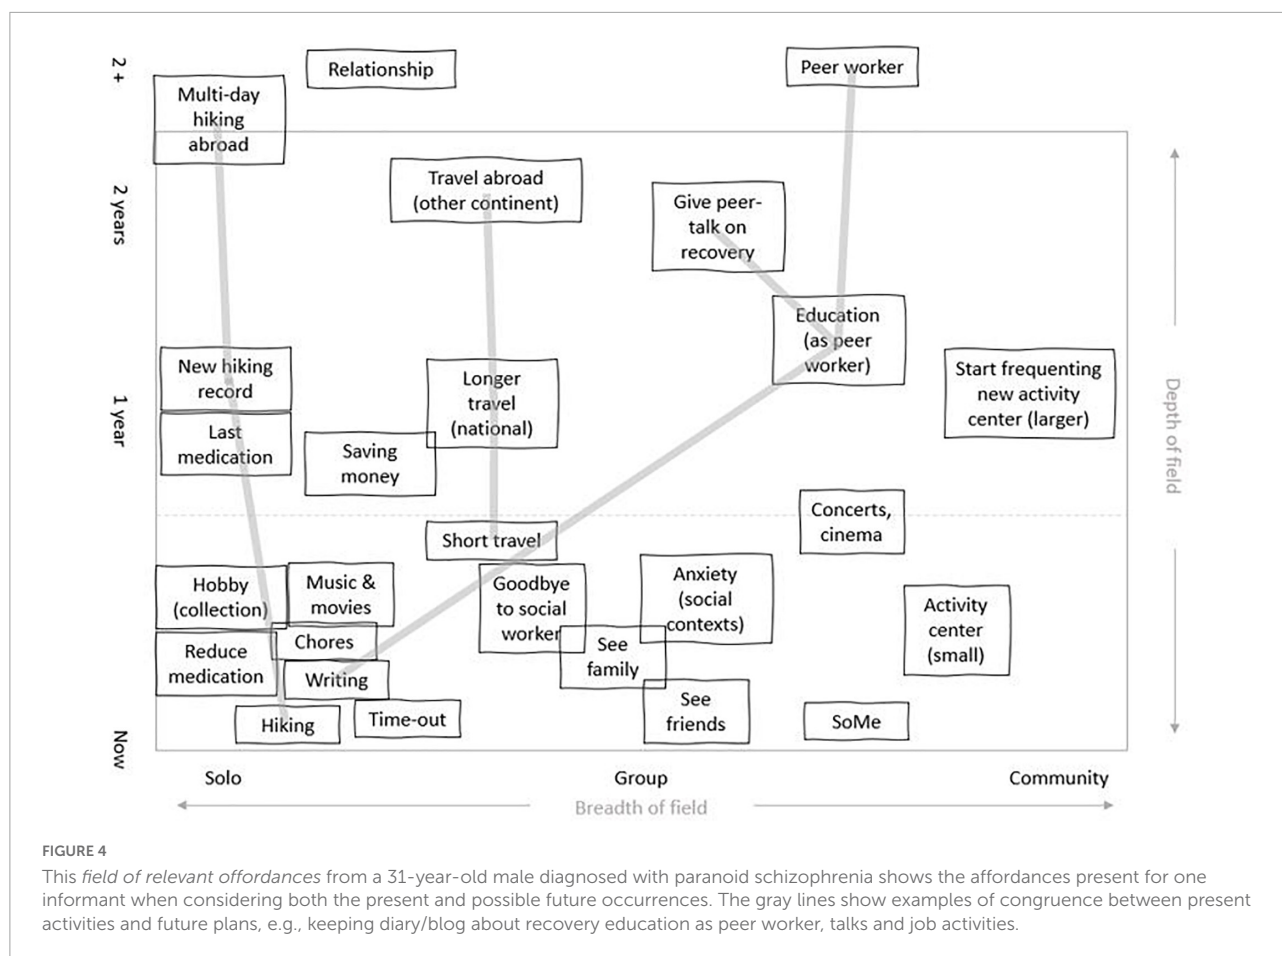 2 +
Relationship
Peer worker
Multi-day
hiking
abroad
2 years
Travel abroad
(other continent)
Give peer-
talk on
recovery
Education
(as peer
worker)
1 year
New hiking
record
Last
medication
Longer
travel
(national)
Saving
money
Start frequenting
new activity
center (larger)
Depth of field
Concerts,
cinema
Short travel
Hobby
(collection)
Music &
movies
Goodbye
to social
worker
Anxiety
(social
contexts)
Activity
center
(small)
Chores
Reduce
medication
See
family
Writing
See
friends
Hiking
Time-out
SoMe
Now
Solo
Group
Community
Breadth of field
FIGURE 4
This field of relevant offordances from a 31-year-old male diagnosed with paranoid schizophrenia shows the affordances present for one
informant when considering both the present and possible future occurrences. The gray lines show examples of congruence between present
activities and future plans, e.g., keeping diary/blog about recovery education as peer worker, talks and job activities.